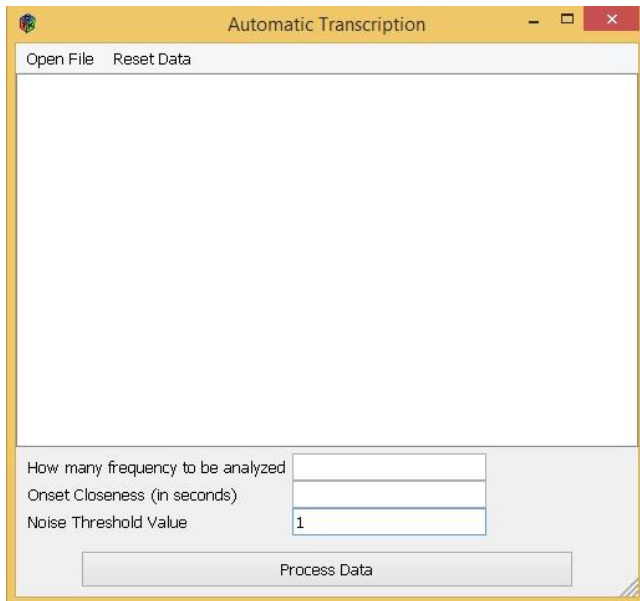 Automatic Transcription
Open File Reset Data
How many frequency to be analyzed
Onset Closeness (in seconds)
Noise Threshold Value 1
Process Data